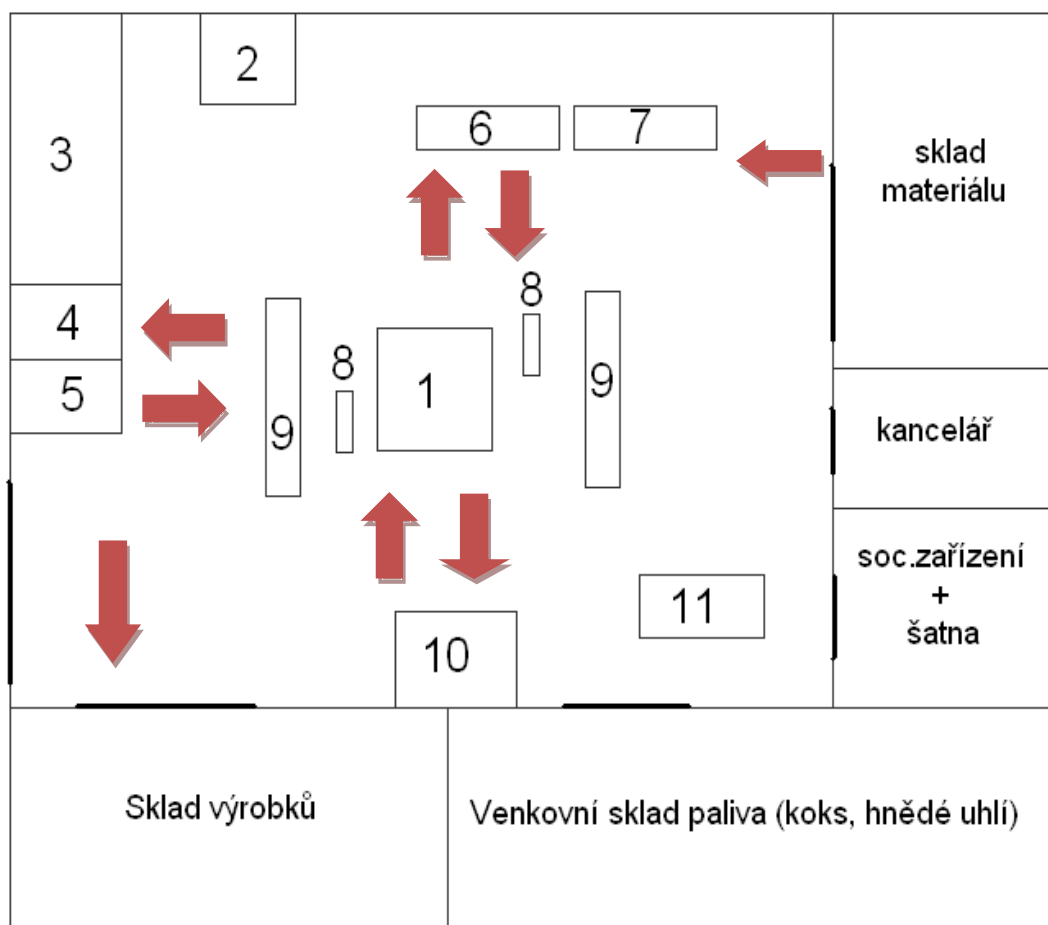 2
3
6
7
sklad
materiálu
8
4
8
1
9
5
9
kancelář
soc.zařízení
+
šatna
11
10
Sklad výrobků
Venkovní sklad paliva (koks, hnědé uhlí)